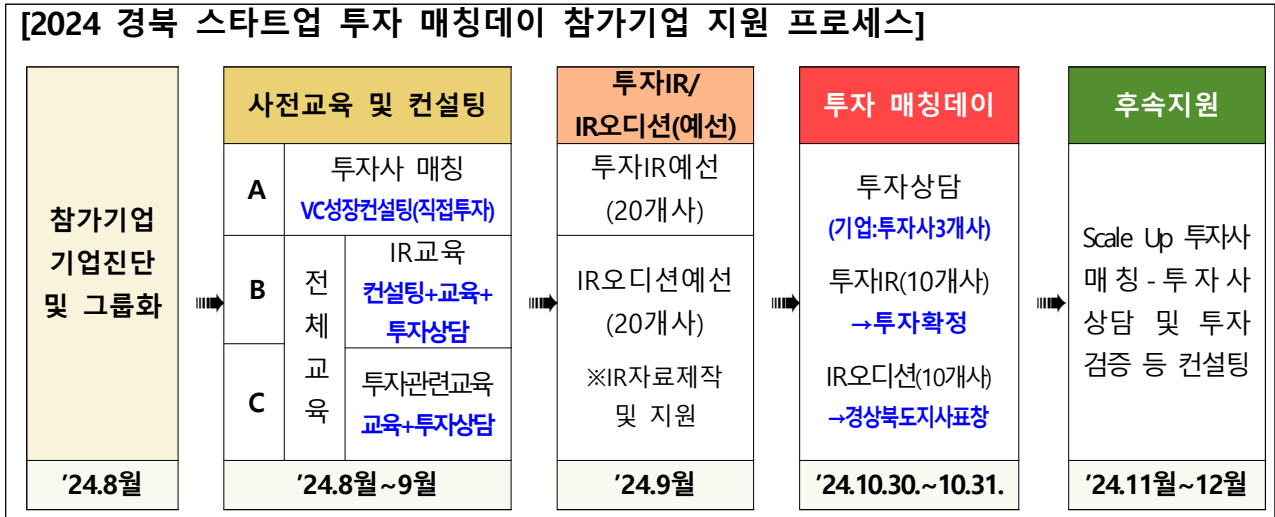 [2024 경북 스타트업 투자 매칭데이 참가기업 지원 프로세스]
참가기업
기업진단
및 그룹화
'24.8월
사전교육 및 컨설팅
A
투자사 매칭
VC성장컨설팅(직접투자)
B
C
전
체
교
육
IR교육
컨설팅+교육+
투자상담
투자관련교육
교육+투자상담
'24.8월~9월
투자IR/
IR오디션(예선)
투자IR예선
(20개사)
IR오디션예선
(20개사)
※IR자료제작
및 지원
'24.9월
투자 매칭데이
투자상담
(기업:투자사3개사)
투자IR(10개사)
→투자확정
IR오디션(10개사)
→경상북도지사표창
'24.10.30.~10.31.
후속지원
Scale Up 투자사
매칭-투자사
상담 및 투자
검증 등 컨설팅
'24.11월~12월